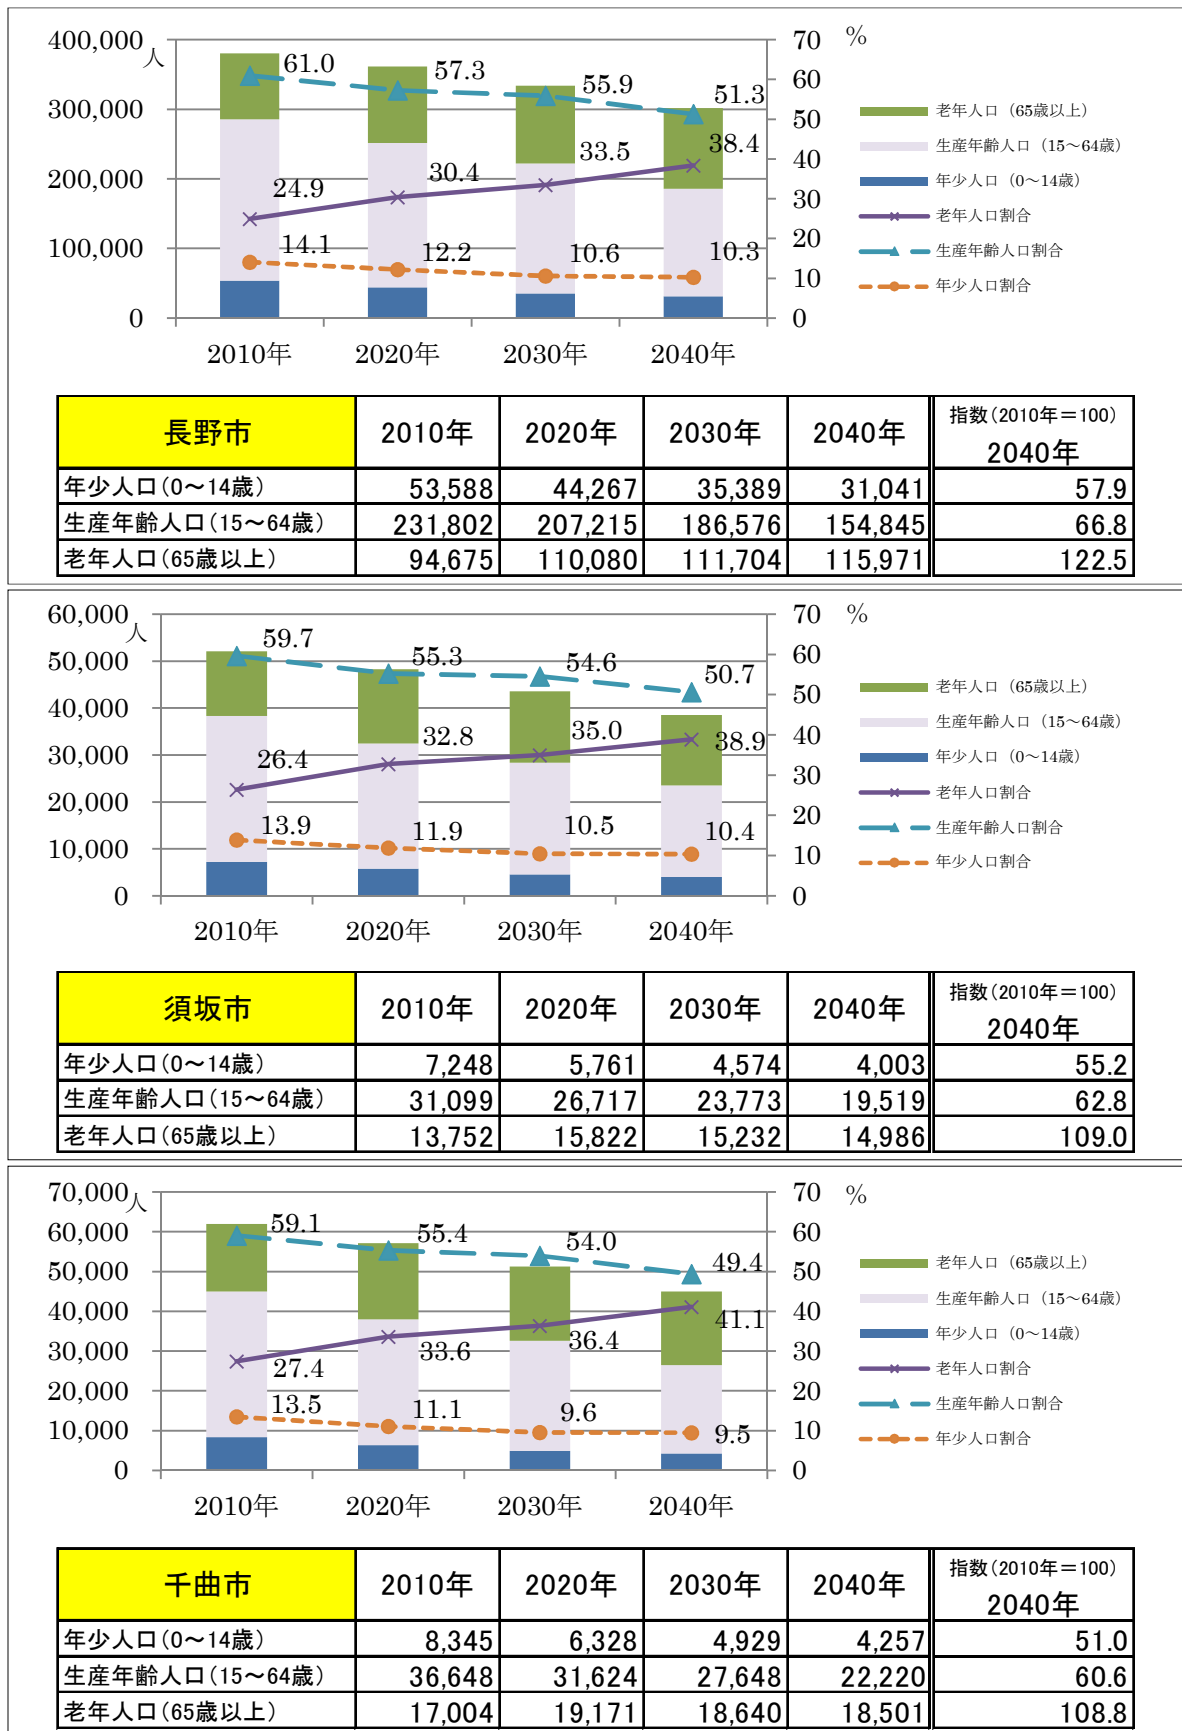 400,000 人 70 %
61.0 57.3 55.9 51.3
300,000 60
50
老年人口（65歳以上）
生産年齢人口（15～64歳）
年少人口（0～14歳）
老年人口割合
生産年齢人口割合
年少人口割合
200,000 40
24.9 30.4 33.5 38.4
30
100,000 20
14.1 12.2 10.6 10.3
10
0 0
2010年 2020年 2030年 2040年
長野市 2010年 2020年 2030年 2040年 指数(2010年＝100) 2040年
年少人口(0～14歳) 53,588 44,267 35,389 31,041 57.9
生産年齢人口(15～64歳) 231,802 207,215 186,576 154,845 66.8
老年人口(65歳以上) 94,675 110,080 111,704 115,971 122.5
60,000 人 70 %
59.7 55.3 54.6 50.7
50,000 60
40,000 50
老年人口（65歳以上）
生産年齢人口（15～64歳）
年少人口（0～14歳）
老年人口割合
生産年齢人口割合
年少人口割合
30,000 40
26.4 32.8 35.0 38.9
20,000 30
20
13.9 11.9 10.5 10.4
10,000 10
0 0
2010年 2020年 2030年 2040年
須坂市 2010年 2020年 2030年 2040年 指数(2010年＝100) 2040年
年少人口(0～14歳) 7,248 5,761 4,574 4,003 55.2
生産年齢人口(15～64歳) 31,099 26,717 23,773 19,519 62.8
老年人口(65歳以上) 13,752 15,822 15,232 14,986 109.0
70,000 人 70 %
59.1 55.4 54.0 49.4
60,000 60
50,000 50
老年人口（65歳以上）
生産年齢人口（15～64歳）
年少人口（0～14歳）
老年人口割合
生産年齢人口割合
年少人口割合
40,000 40
27.4 33.6 36.4 41.1
30,000 30
20,000 20
13.5 11.1 9.6 9.5
10,000 10
0 0
2010年 2020年 2030年 2040年
千曲市 2010年 2020年 2030年 2040年 指数(2010年＝100) 2040年
年少人口(0～14歳) 8,345 6,328 4,929 4,257 51.0
生産年齢人口(15～64歳) 36,648 31,624 27,648 22,220 60.6
老年人口(65歳以上) 17,004 19,171 18,640 18,501 108.8